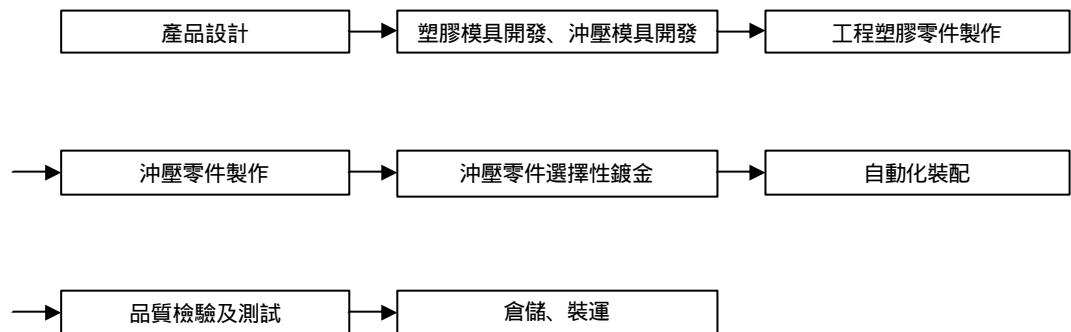 產品設計
塑膠模具開發、沖壓模具開發
工程塑膠零件製作
沖壓零件製作
沖壓零件選擇性鍍金
自動化裝配
品質檢驗及測試
倉儲、裝運